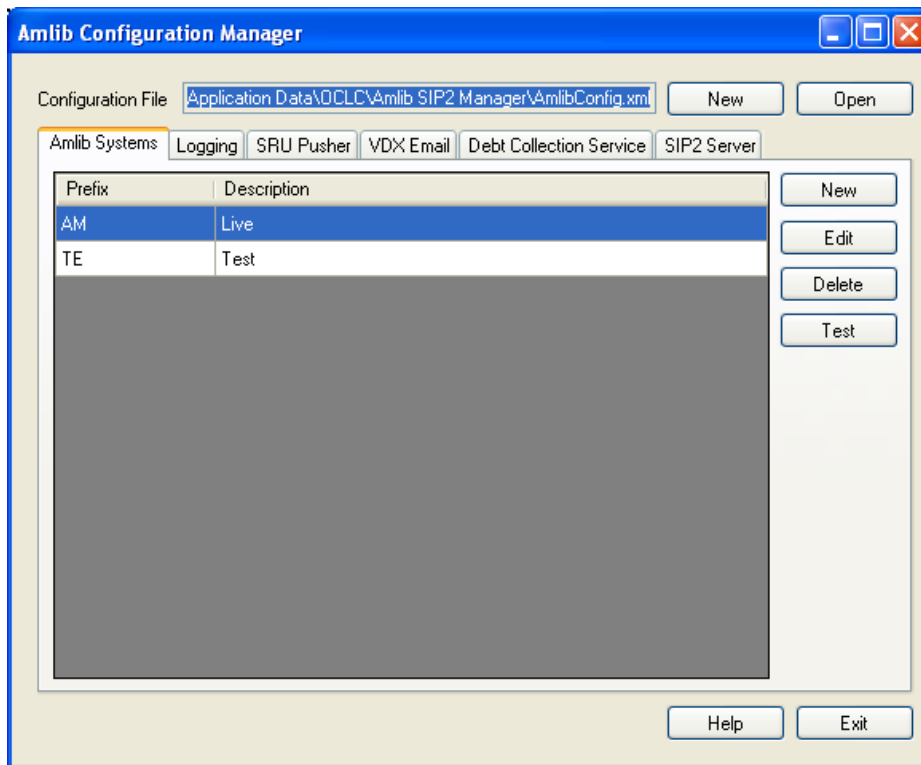 Amlib Configuration Manager
Configuration File Application Data\OCLC\Amlib SIP2 Manager\AmlibConfig.xml New Open
Amlib Systems Logging SRU Pusher VDX Email Debt Collection Service SIP2 Server
Prefix Description New
AM Live
Edit
TE Test
Delete
Test
Help Exit